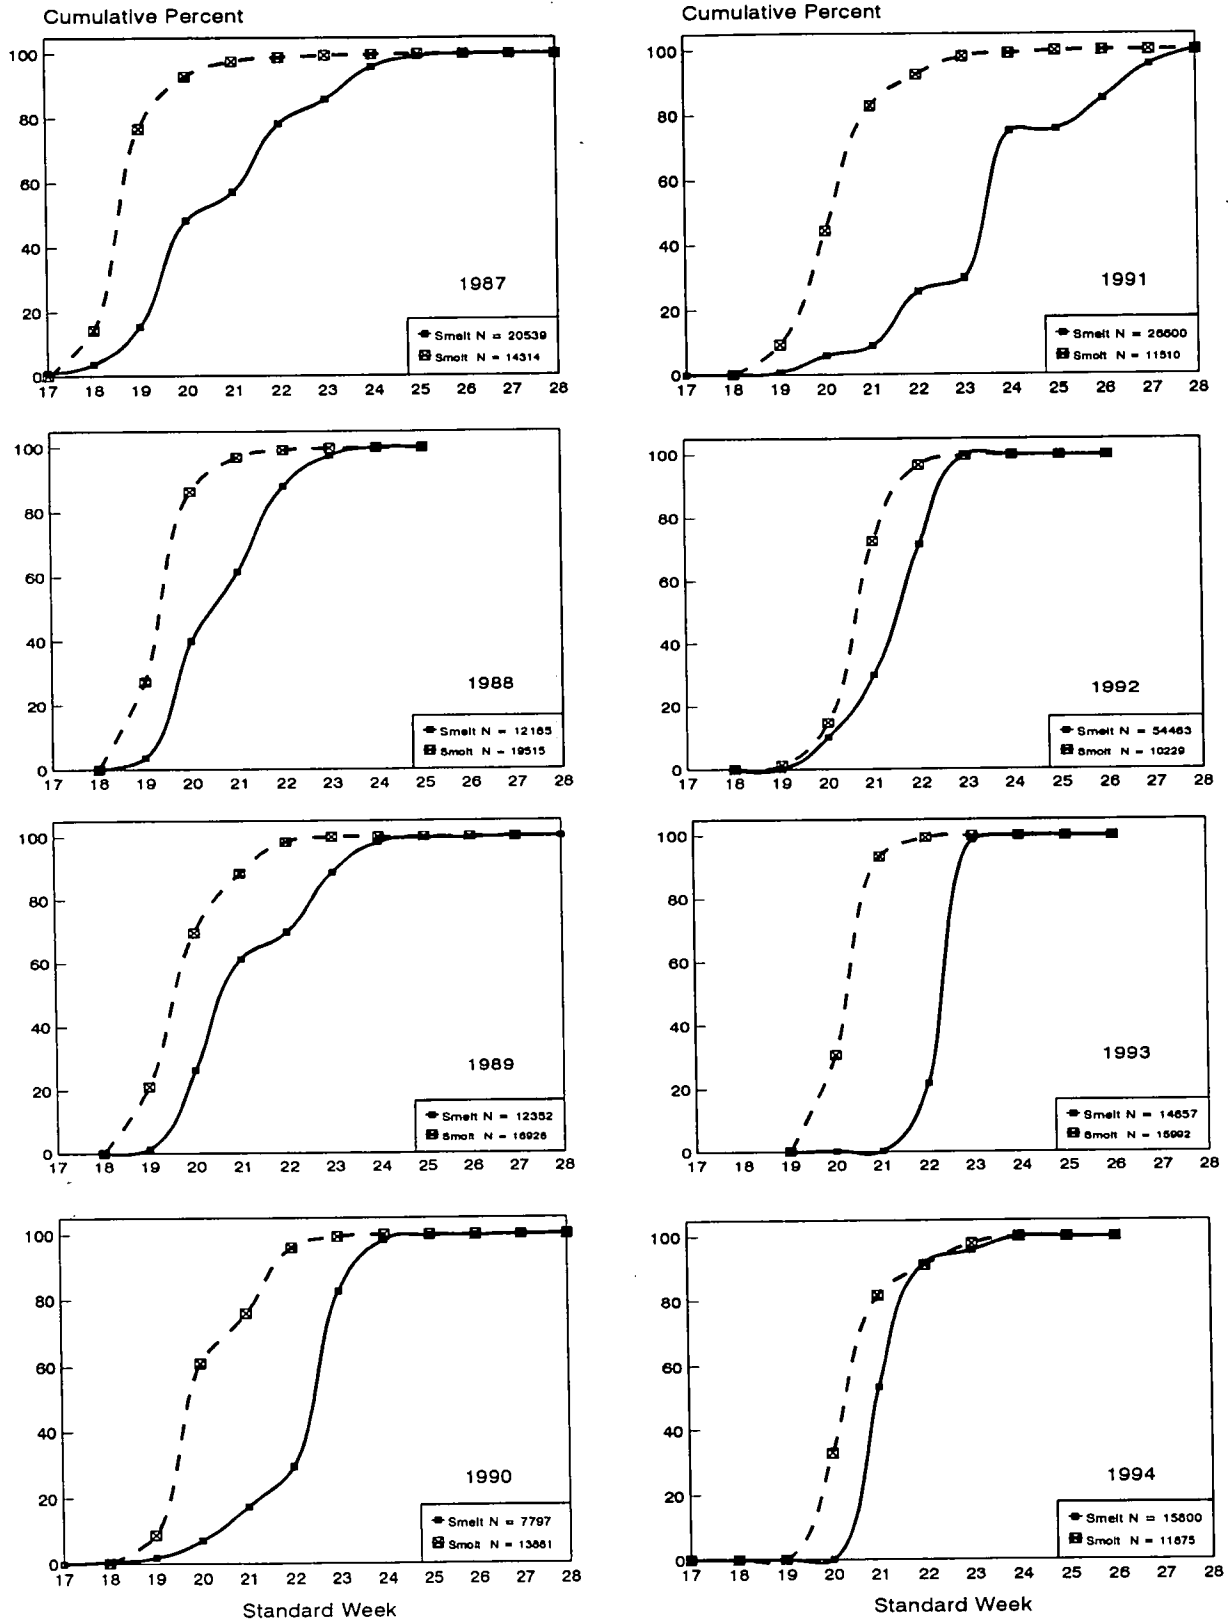 Cumulative Percent
100
80
60
40
20
0
1987
Smelt N = 20539
Smolt N = 14314
17 18 19 20 21 22 23 24 25 26 27 28
100
80
60
40
20
0
1988
Smelt N = 12165
Smolt N = 19515
17 18 19 20 21 22 23 24 25 26 27 28
100
80
60
40
20
0
1989
Smelt N = 12352
Smolt N = 16926
17 18 19 20 21 22 23 24 25 26 27 28
100
80
60
40
20
0
1990
Smelt N = 7797
Smolt N = 13861
17 18 19 20 21 22 23 24 25 26 27 28
Standard Week
Cumulative Percent
100
80
60
40
20
0
1991
Smelt N = 26600
Smolt N = 11510
17 18 19 20 21 22 23 24 25 26 27 28
100
80
60
40
20
0
1992
Smelt N = 54463
Smolt N = 10229
17 18 19 20 21 22 23 24 25 26 27 28
100
80
60
40
20
0
1993
Smelt N = 14657
Smolt N = 15992
17 18 19 20 21 22 23 24 25 26 27 28
100
80
60
40
20
0
1994
Smelt N = 15800
Smolt N = 11675
17 18 19 20 21 22 23 24 25 26 27 28
Standard Week